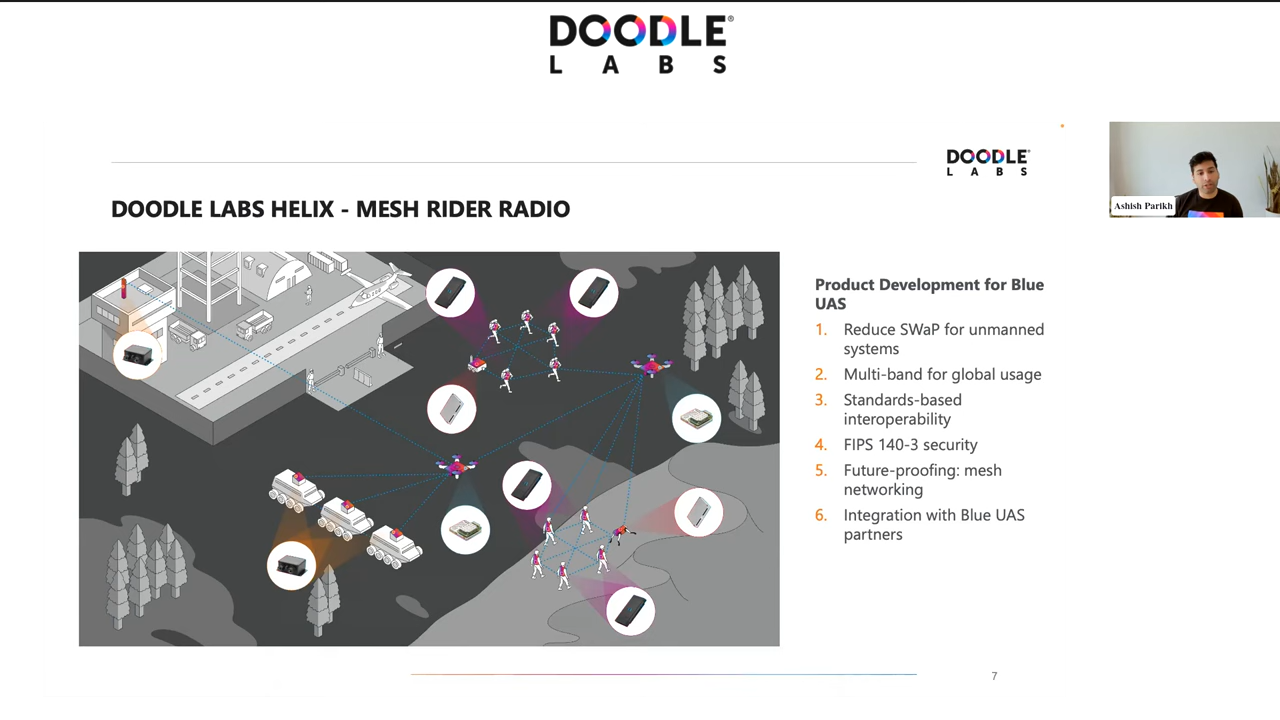 DOODLE®
LABS
DOODLE®
LABS
Ashish Parikh
DOODLE LABS HELIX - MESH RIDER RADIO
Product Development for Blue
UAS
1. Reduce SWaP for unmanned
systems
2. Multi-band for global usage
3. Standards-based
interoperability
4. FIPS 140-3 security
5. Future-proofing: mesh
networking
6. Integration with Blue UAS
partners
7